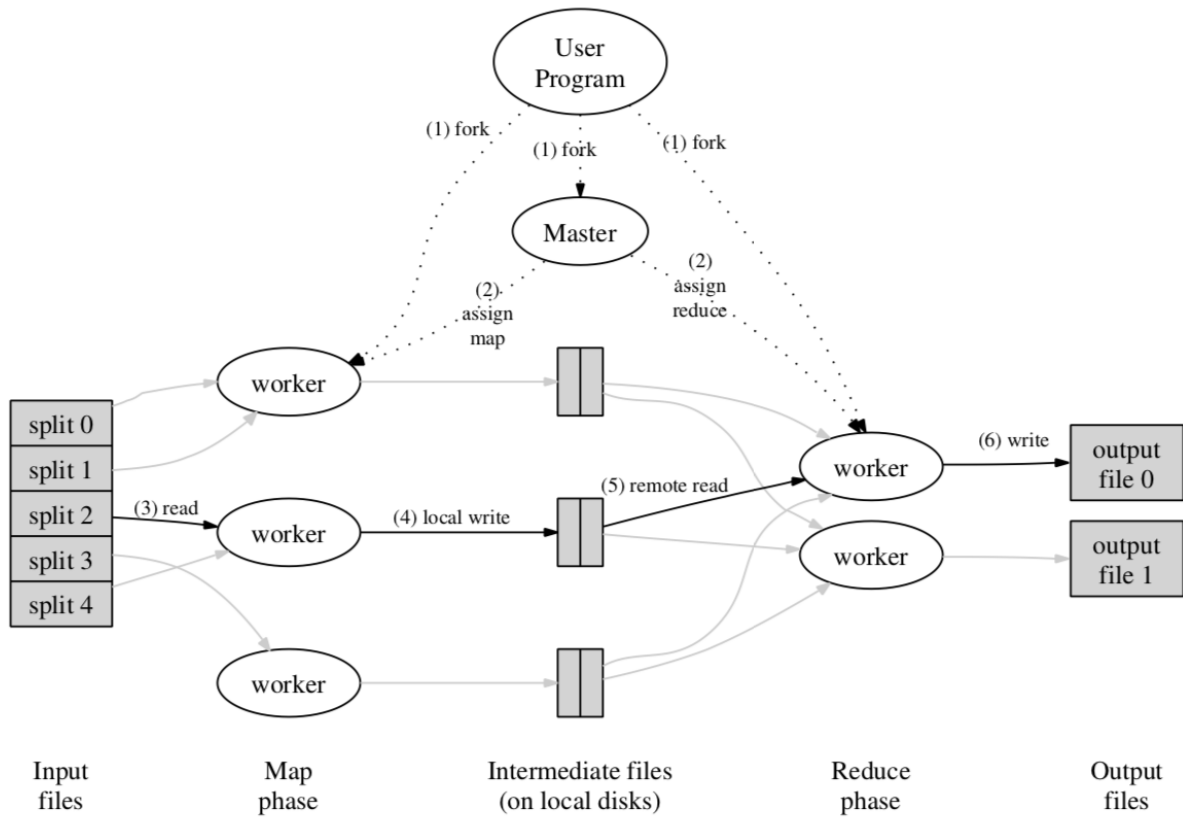 User
Program
(1) fork
(1) fork
(1) fork
Master
(2)
assign
map
(2)
assign
reduce
worker
split 0
split 1
split 2
split 3
split 4
(3) read
worker
(4) local write
worker
(5) remote read
worker
(6) write
output
file 0
worker
output
file 1
Input
files
Map
phase
Intermediate files
(on local disks)
Reduce
phase
Output
files